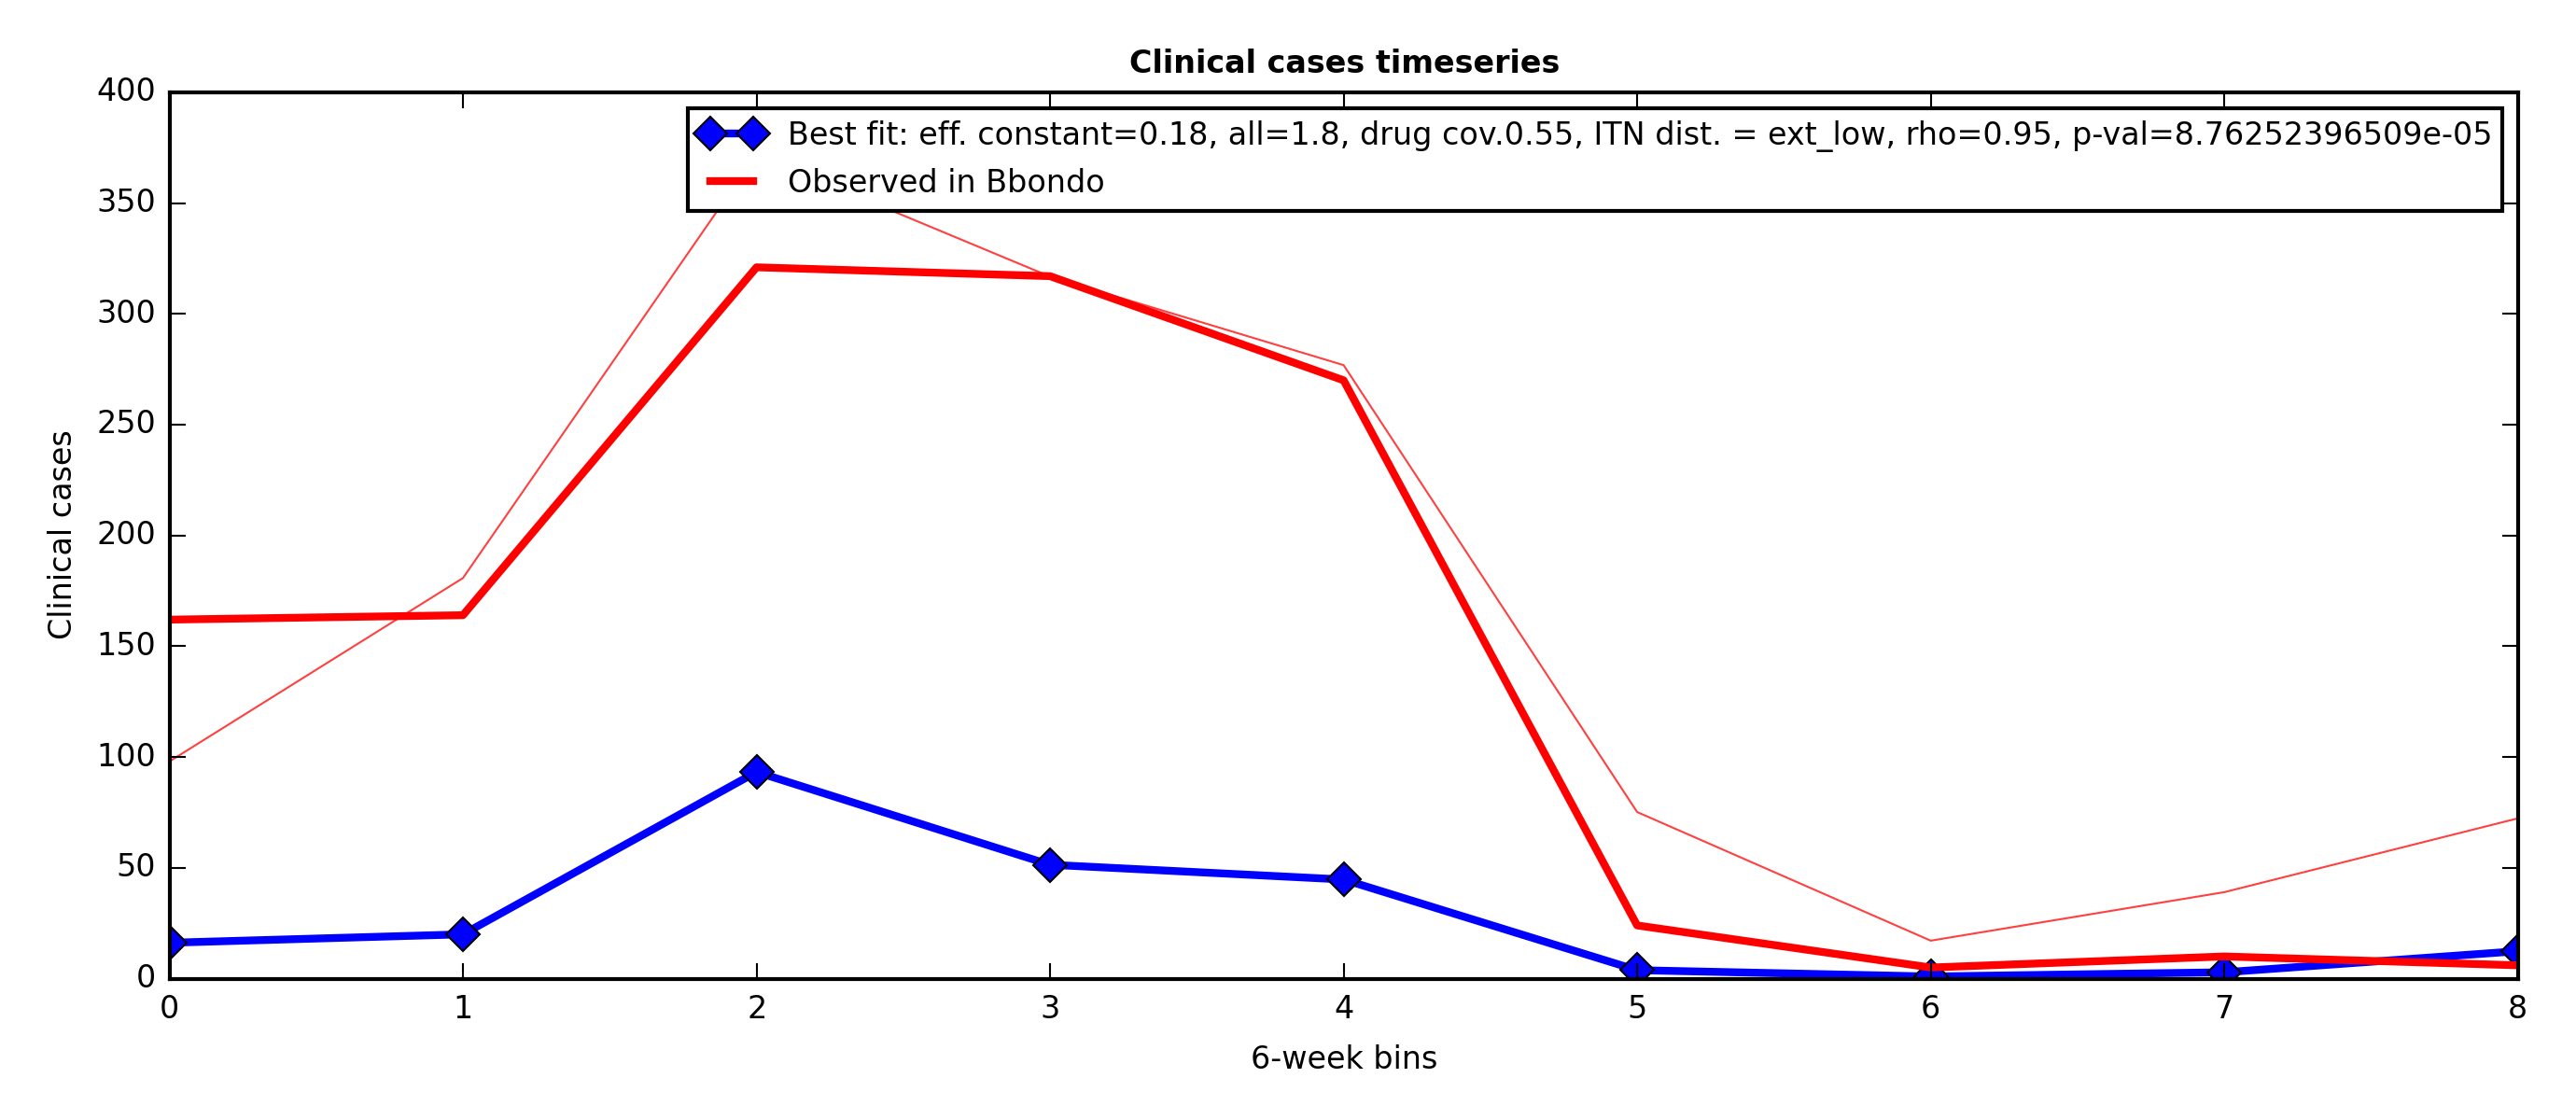 Clinical cases timeseries
400
350
300
250
200
150
100
50
0
Clinical cases
Best fit: eff. constant=0.18, all=1.8, drug cov.0.55, ITN dist. = ext_low, rho=0.95, p-val=8.76252396509e-05
Observed in Bbondo
0 1 2 3 4 5 6 7 8
6-week bins